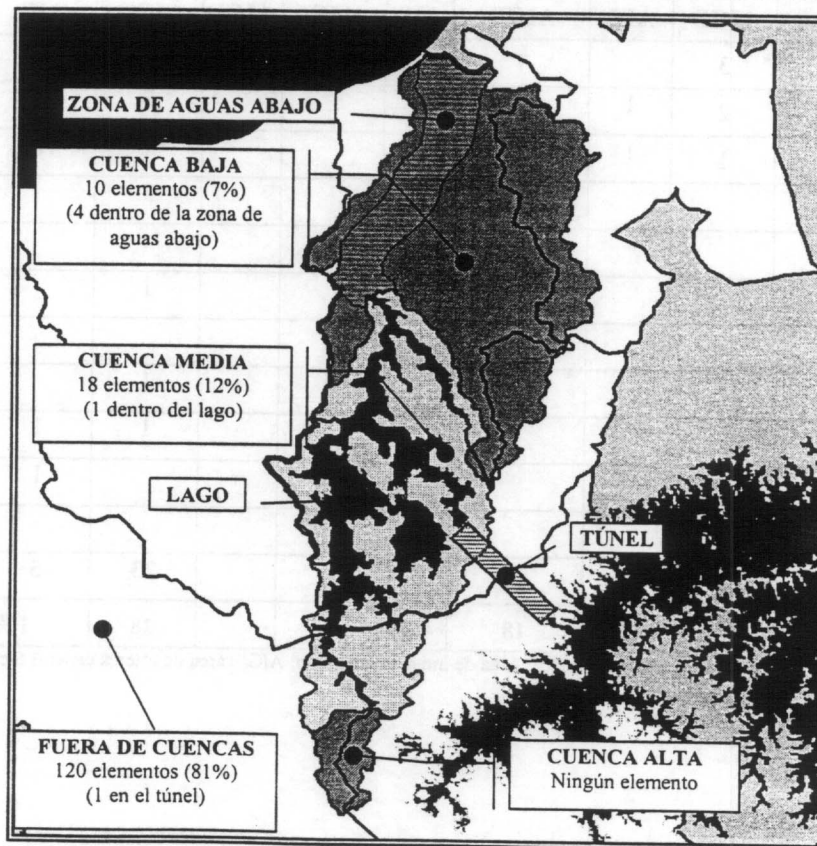 ZONA DE AGUAS ABAJO
CUENCA BAJA
10 elementos (7%)
(4 dentro de la zona de
aguas abajo)
CUENCA MEDIA
18 elementos (12%)
(1 dentro del lago)
LAGO
TÚNEL
FUERA DE CUENCAS
120 elementos (81%)
(1 en el túnel)
CUENCA ALTA
Ningún elemento